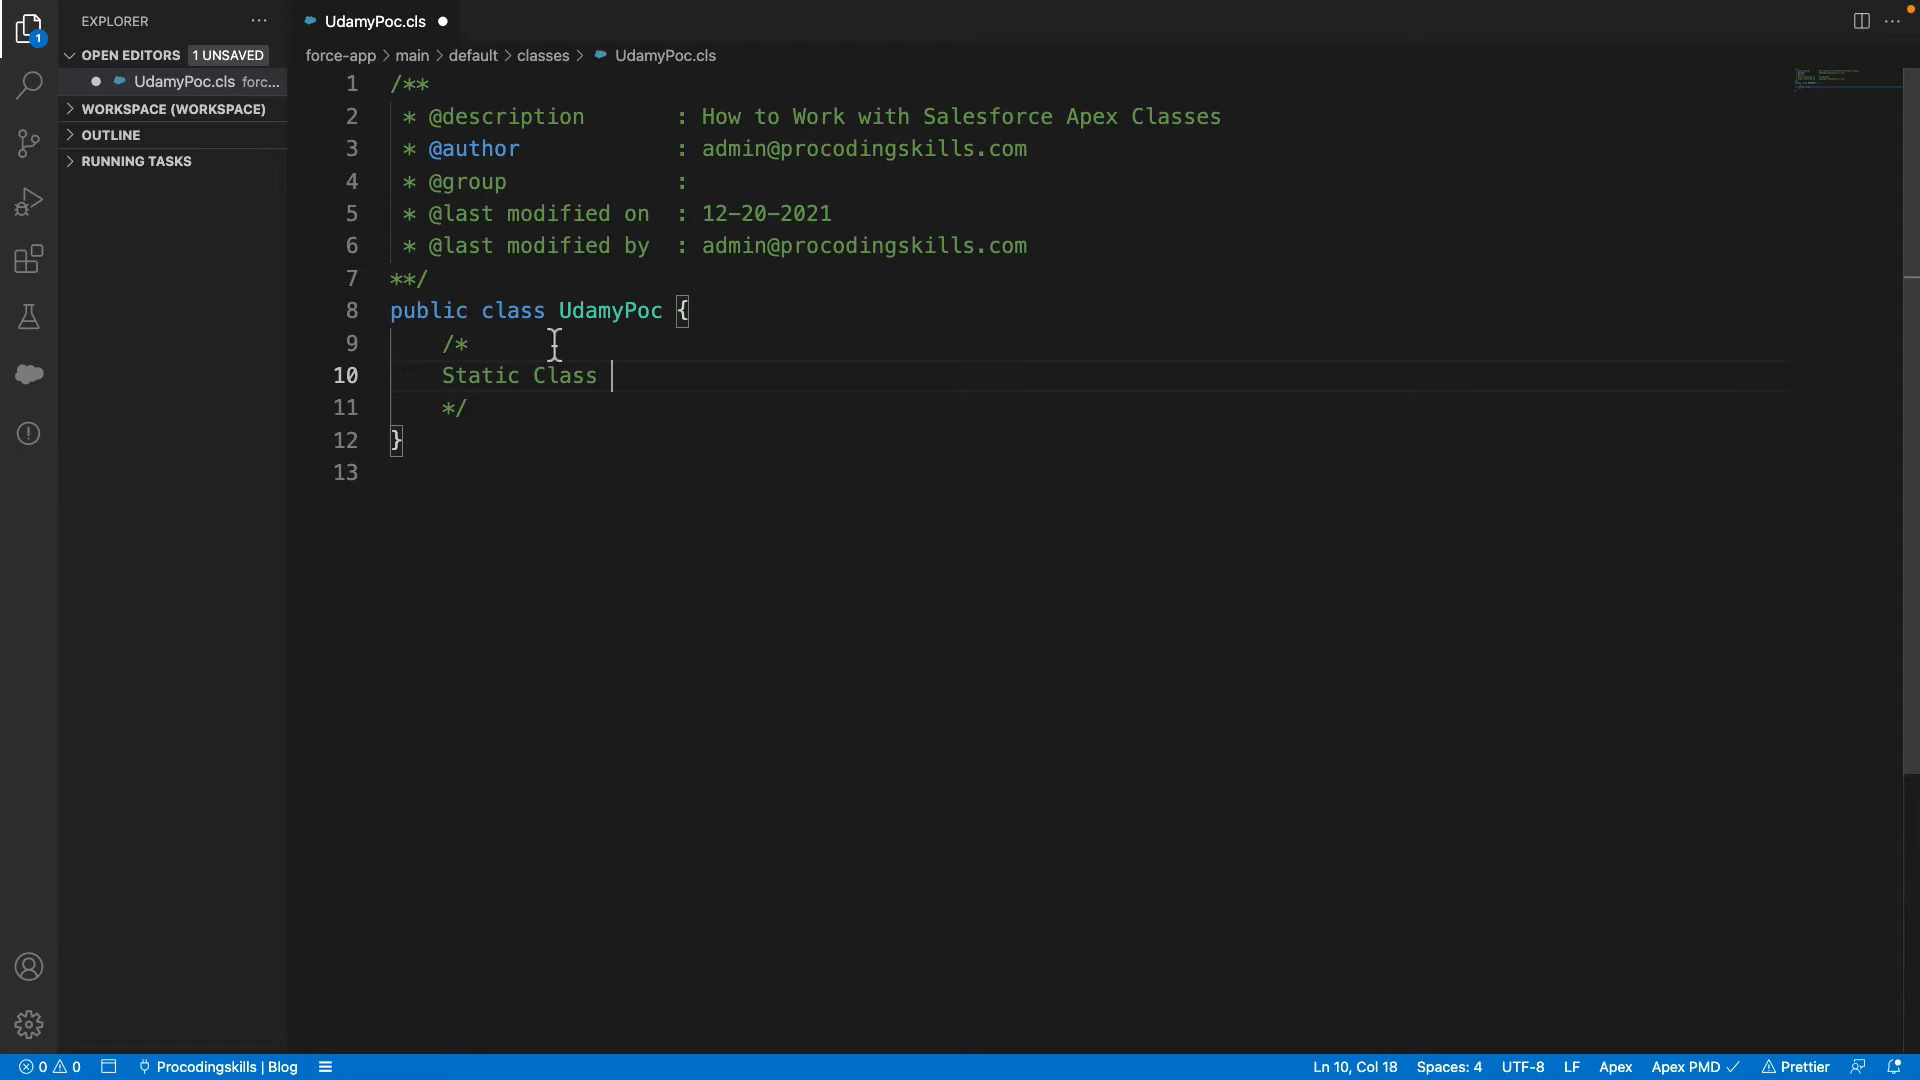 EXPLORER
UdamyPoc.cls
OPEN EDITORS 1 UNSAVED
UdamyPoc.cls forc...
WORKSPACE (WORKSPACE)
OUTLINE
RUNNING TASKS
1
force-app > main > default > classes > UdamyPoc.cls
1 /**
2 * @description : How to Work with Salesforce Apex Classes
3 * @author : admin@procodingskills.com
4 * @group :
5 * @last modified on : 12-20-2021
6 * @last modified by : admin@procodingskills.com
7 **/
8 public class UdamyPoc {
9 /*
10 Static Class
11 */
12 }
13
0 0 Procodingskills | Blog Ln 10, Col 18 Spaces: 4 UTF-8 LF Apex Apex PMD Prettier